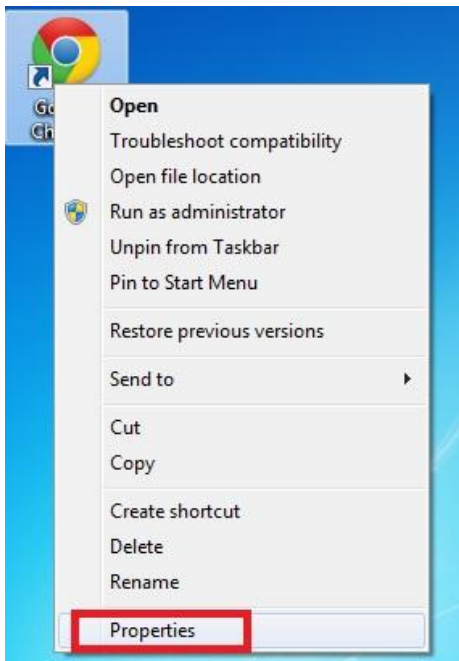 Open
Troubleshoot compatibility
Open file location
Run as administrator
Unpin from Taskbar
Pin to Start Menu
Restore previous versions
Send to
Cut
Copy
Create shortcut
Delete
Rename
Properties